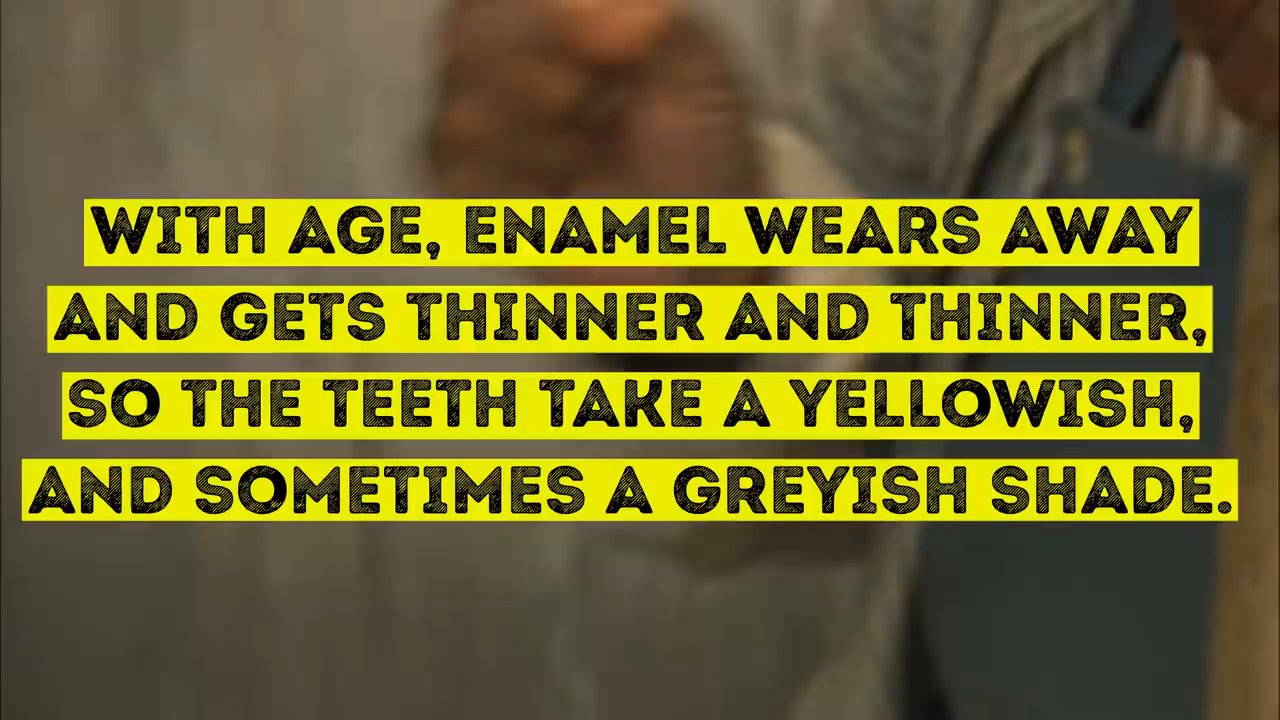 WITH AGE, ENAMEL WEARS AWAY
AND GETS THINNER AND THINNER,
SO THE TEETH TAKE A YELLOWISH,
AND SOMETIMES A GREYISH SHADE.